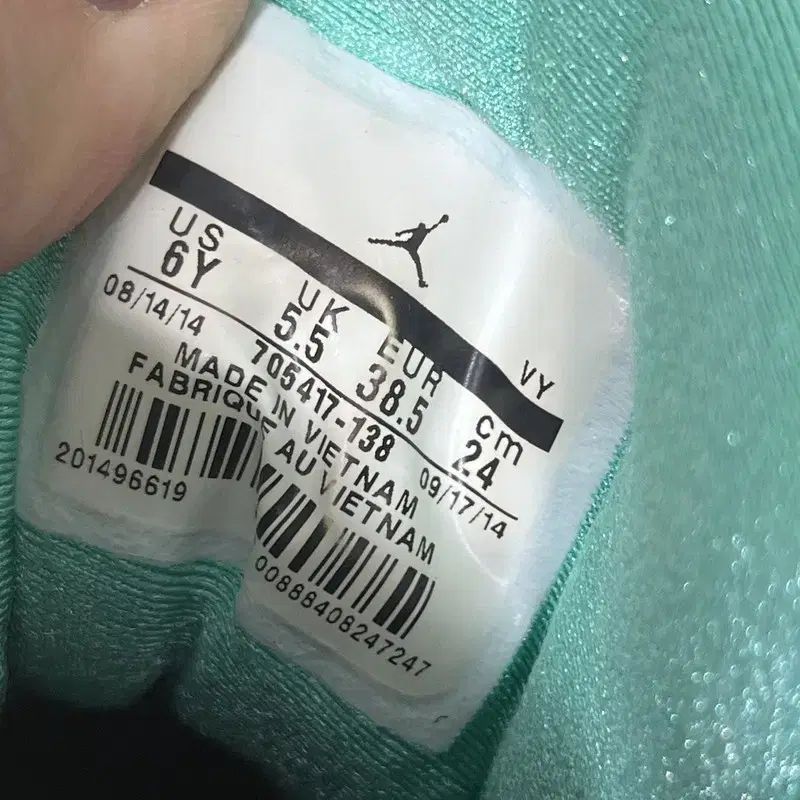 VY
US UK EUR cm
6Y 5.5 38.5 24
08/14/14 705417-138 09/17/14
MADE IN VIETNAM
FABRIQUE AU VIETNAM
201496619
00888408247247